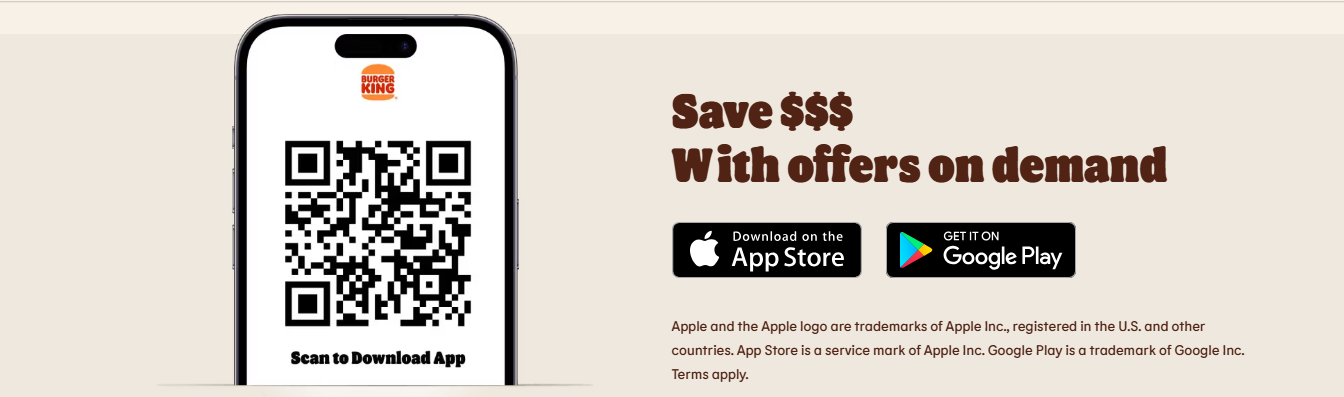 BURGER
KING
Scan to Download App
Save $$$
With offers on demand
Download on the
App Store
GET IT ON
Google Play
Apple and the Apple logo are trademarks of Apple Inc., registered in the U.S. and other
countries. App Store is a service mark of Apple Inc. Google Play is a trademark of Google Inc.
Terms apply.